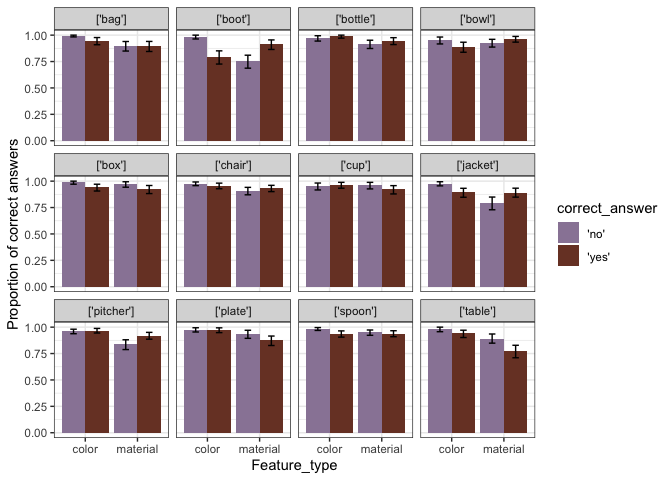 ['bag'] ['boot'] ['bottle'] ['bowl']
1.00
0.75
0.50
0.25
0.00
['box'] ['chair'] ['cup'] ['jacket']
1.00
0.75
0.50
0.25
0.00
['pitcher'] ['plate'] ['spoon'] ['table']
1.00
0.75
0.50
0.25
0.00
color material color material color material color material
Feature_type
Proportion of correct answers
correct_answer
'no'
'yes'